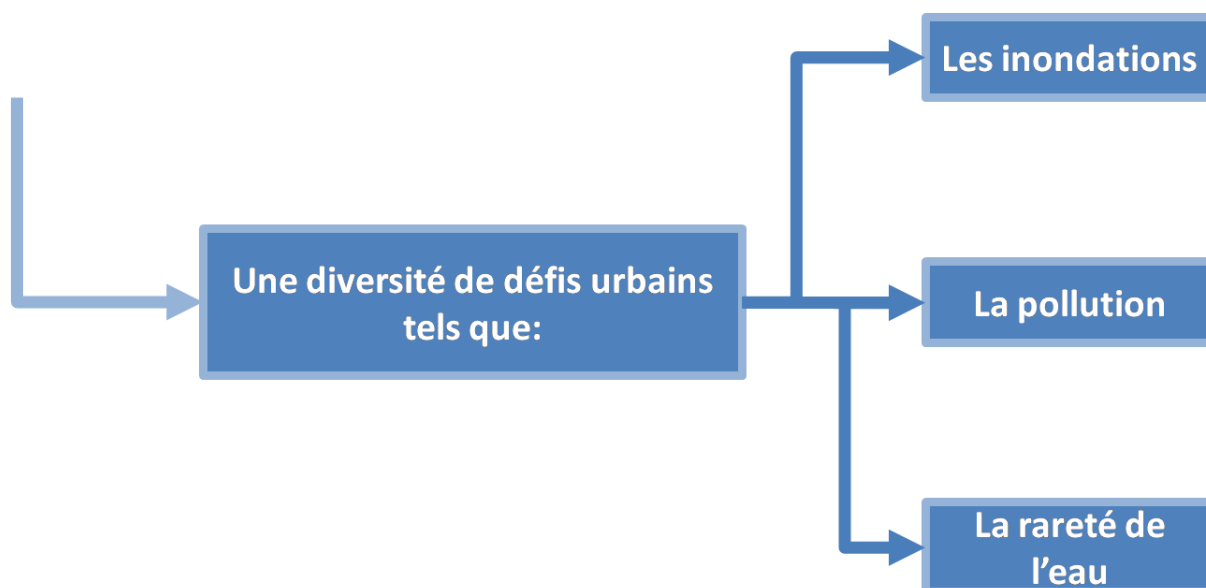 Les inondations
Une diversité de défis urbains
tels que:
La pollution
La rareté de
l’eau